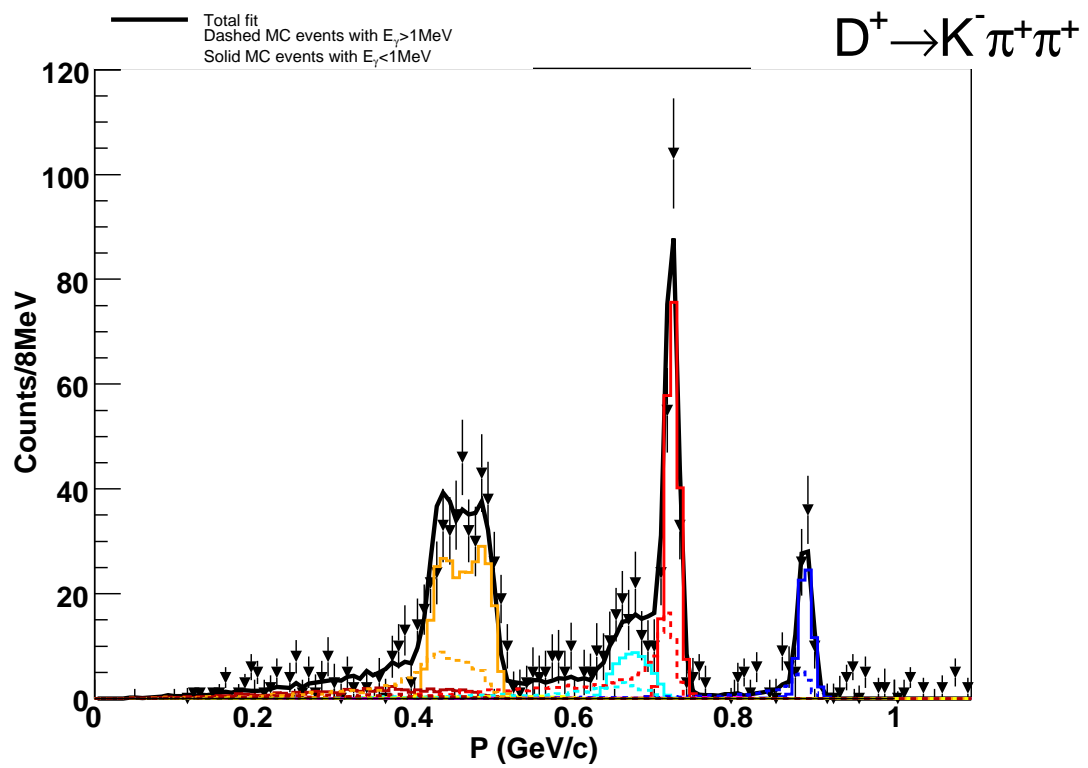 Total fit
Dashed MC events with Eγ>1MeV
Solid MC events with Eγ<1MeV
D⁺→K⁻π⁺π⁺
120
100
80
60
40
20
0
Counts/8MeV
0 0.2 0.4 0.6 0.8 1
P (GeV/c)